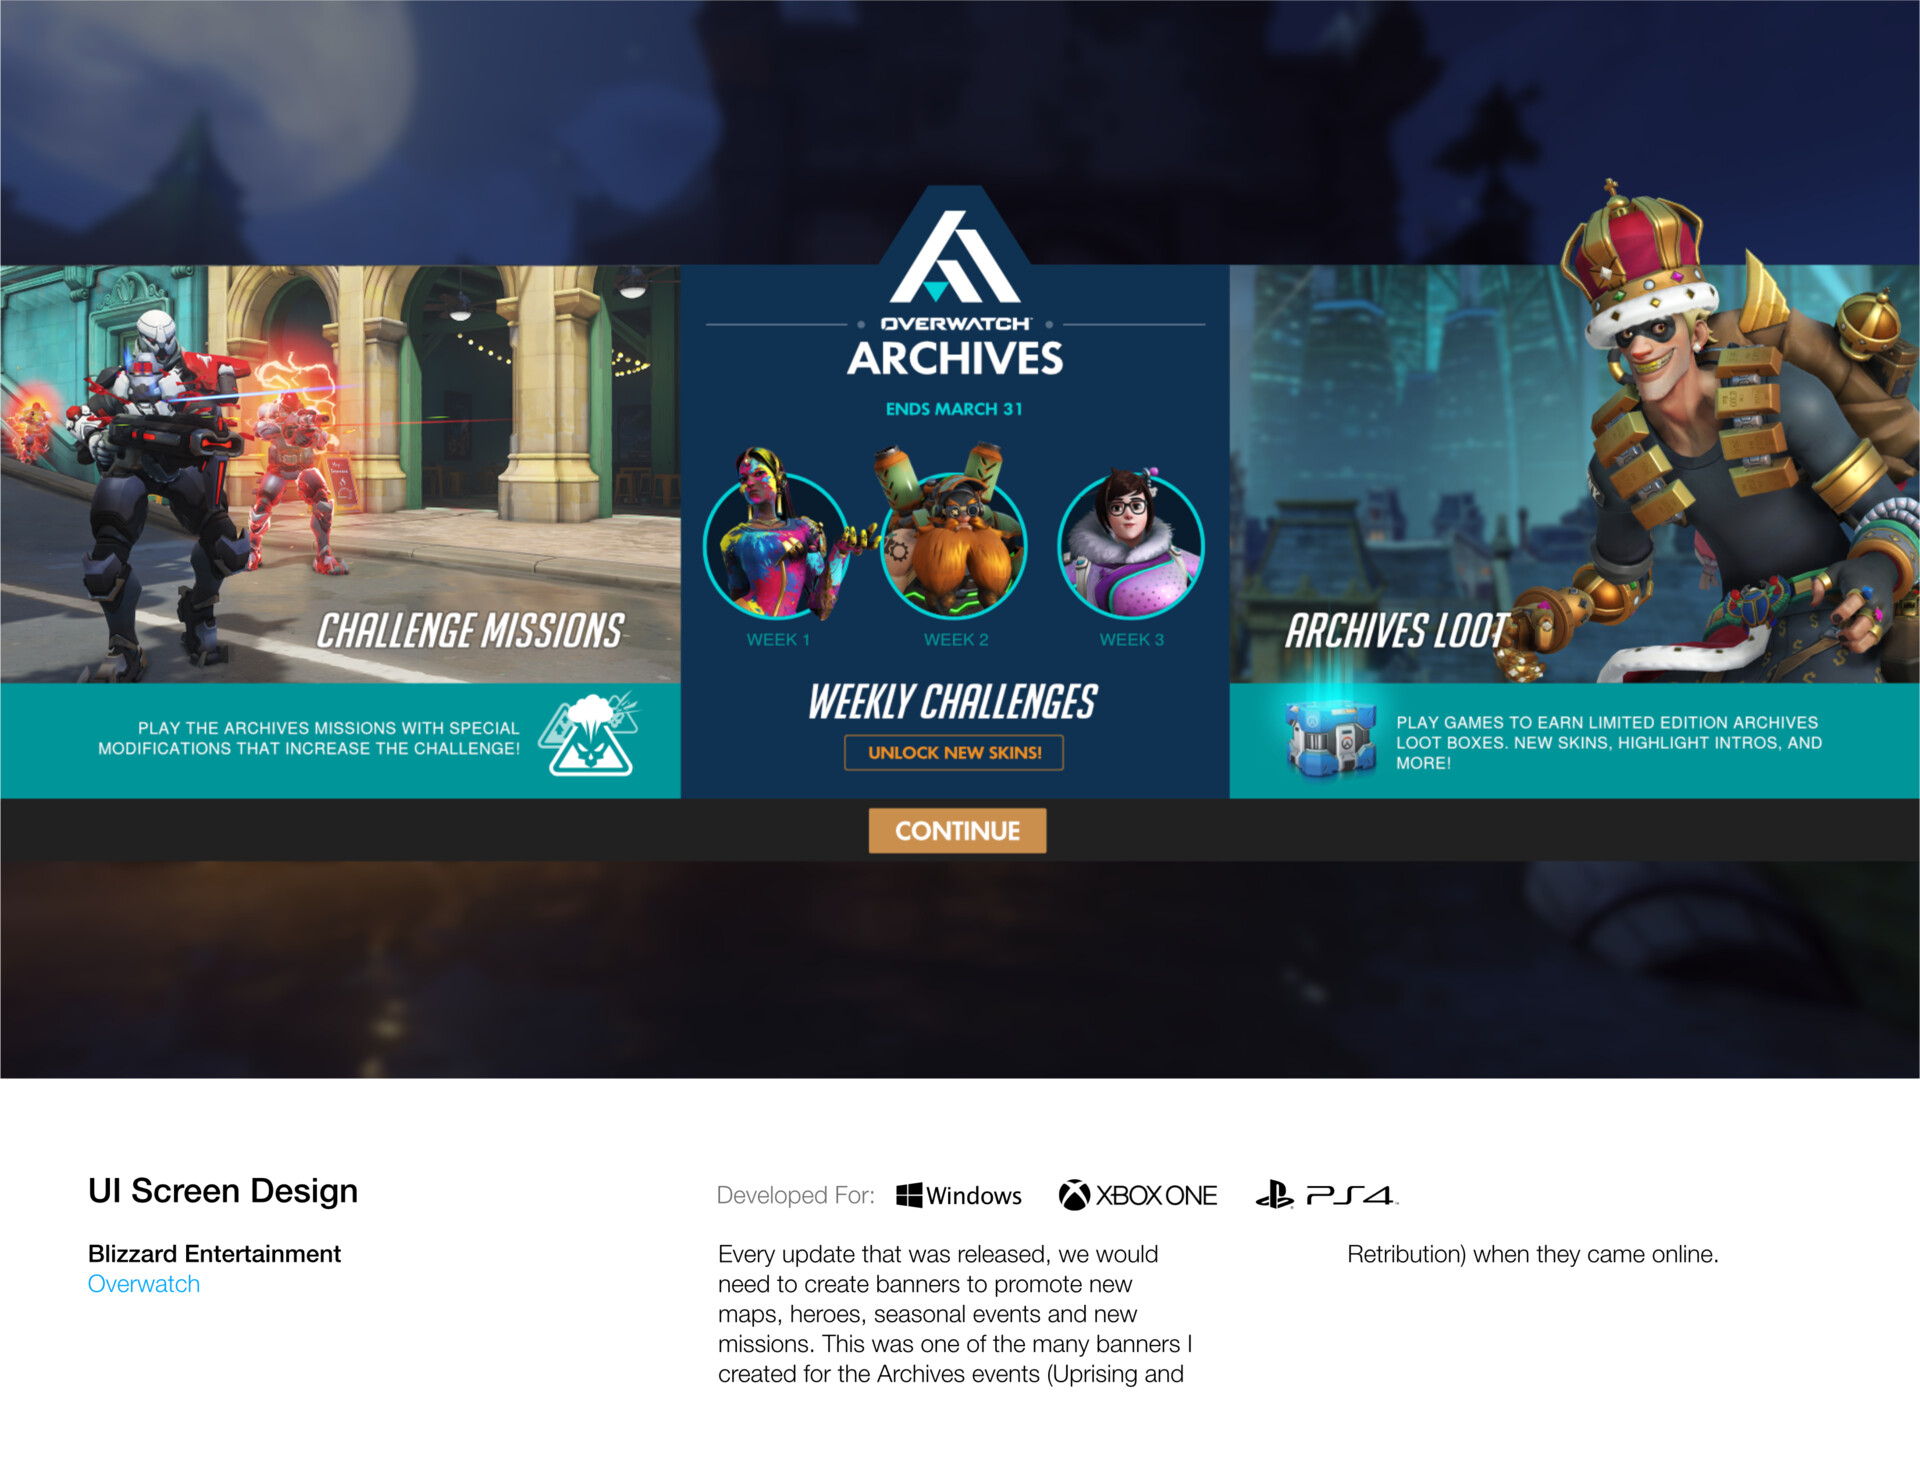 OVERWATCH
ARCHIVES
ENDS MARCH 31
WEEK 1
WEEK 2
WEEK 3
CHALLENGE MISSIONS
PLAY THE ARCHIVES MISSIONS WITH SPECIAL
MODIFICATIONS THAT INCREASE THE CHALLENGE!
WEEKLY CHALLENGES
UNLOCK NEW SKINS!
ARCHIVES LOOT
PLAY GAMES TO EARN LIMITED EDITION ARCHIVES
LOOT BOXES. NEW SKINS, HIGHLIGHT INTROS, AND
MORE!
CONTINUE
UI Screen Design
Blizzard Entertainment
Overwatch
Developed For: Windows XBOX ONE PS4
Every update that was released, we would
need to create banners to promote new
maps, heroes, seasonal events and new
missions. This was one of the many banners I
created for the Archives events (Uprising and
Retribution) when they came online.